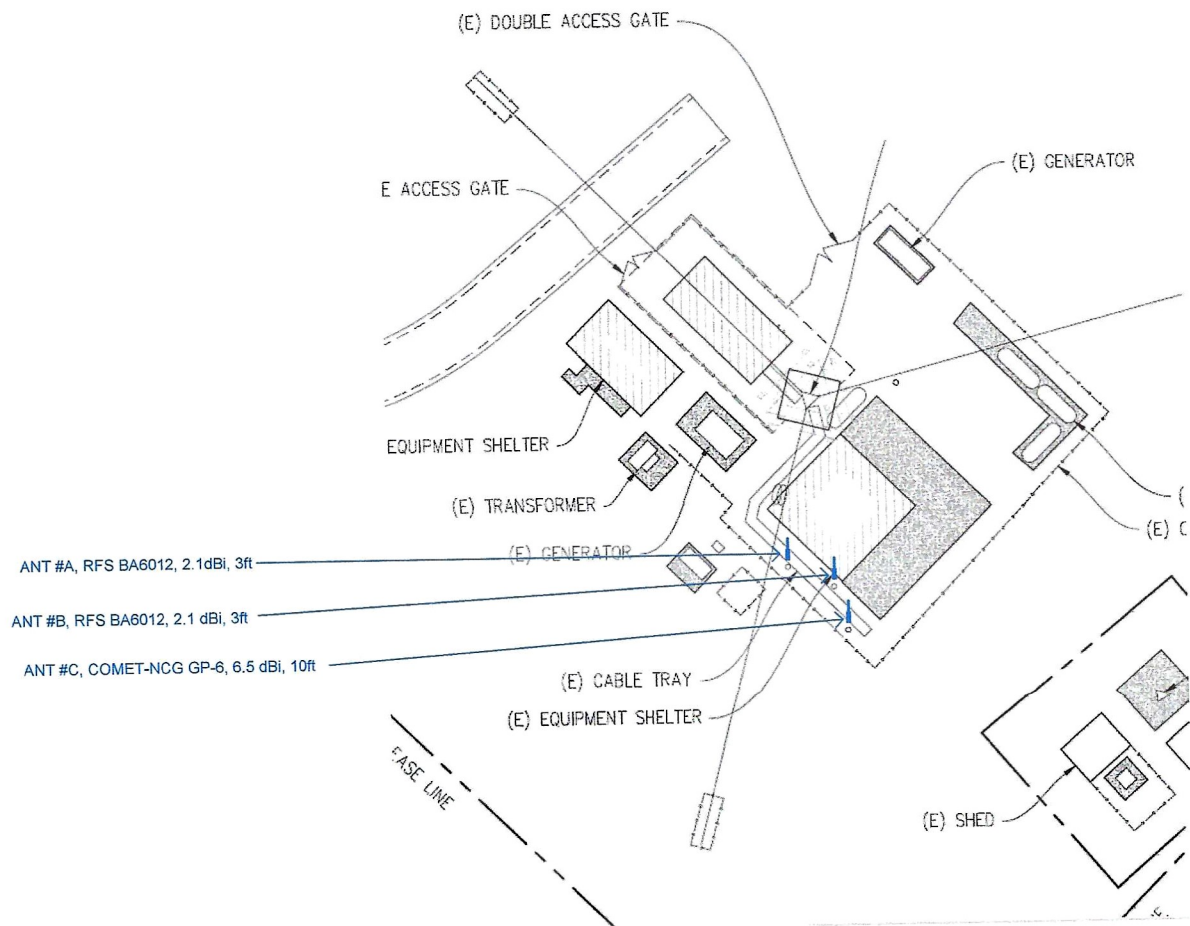 (E) DOUBLE ACCESS GATE
(E) GENERATOR
E ACCESS GATE
EQUIPMENT SHELTER
(E) TRANSFORMER
(
(E) C
(E) GENERATOR
ANT #A, RFS BA6012, 2.1dBi, 3ft
ANT #B, RFS BA6012, 2.1 dBi, 3ft
ANT #C, COMET-NCG GP-6, 6.5 dBi, 10ft
(E) CABLE TRAY
(E) EQUIPMENT SHELTER
EASE LINE
(E) SHED